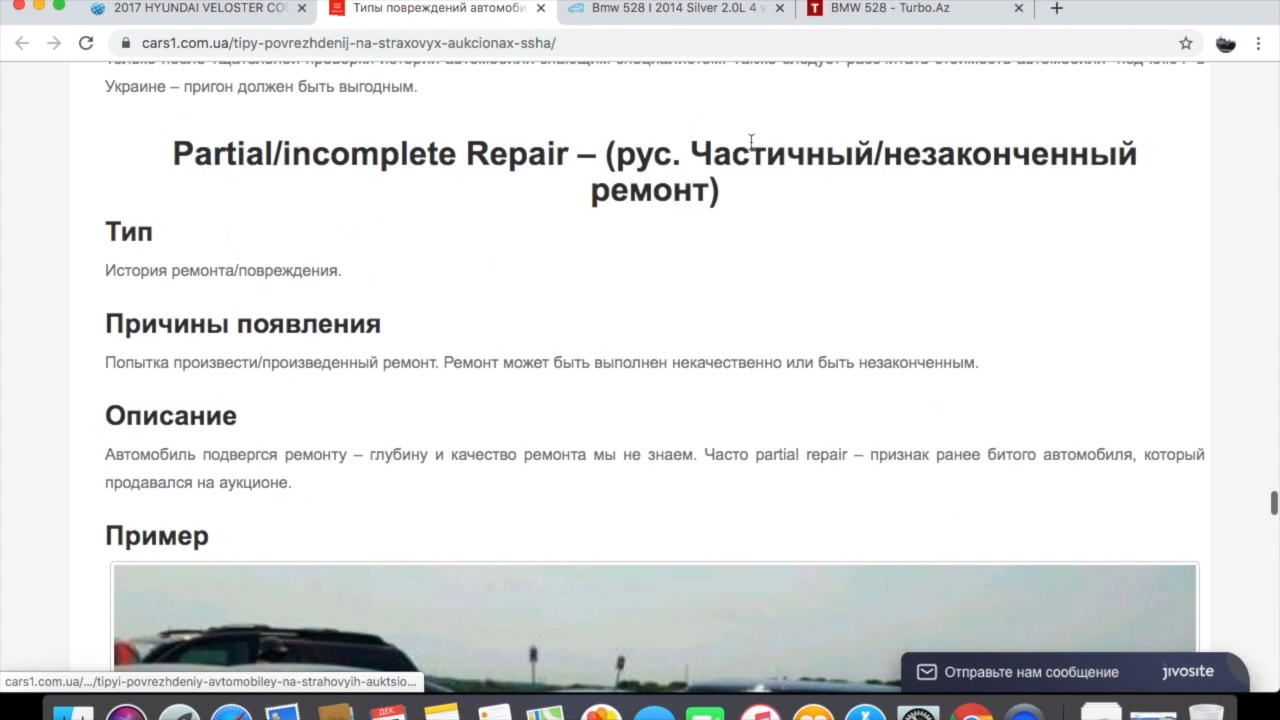 2017 HYUNDAI VELOSTER CO
Типы повреждений автомоби
Bmw 528 I 2014 Silver 2.0L 4
BMW 528 - Turbo.Az
cars1.com.ua/tipy-povrezhdenij-na-straxovyx-aukcionax-ssha/
Украине – пригон должен быть выгодным.
Partial/incomplete Repair – (рус. Частичный/незаконченный
ремонт)
Тип
История ремонта/повреждения.
Причины появления
Попытка произвести/произведенный ремонт. Ремонт может быть выполнен некачественно или быть незаконченным.
Описание
Автомобиль подвергся ремонту – глубину и качество ремонта мы не знаем. Часто partial repair – признак ранее битого автомобиля, который
продавался на аукционе.
Пример
Отправьте нам сообщение
jivosite
cars1.com.ua/.../tipyi-povrezhdeniy-avtomobiley-na-strahovyih-auktsio...
ДЕК.